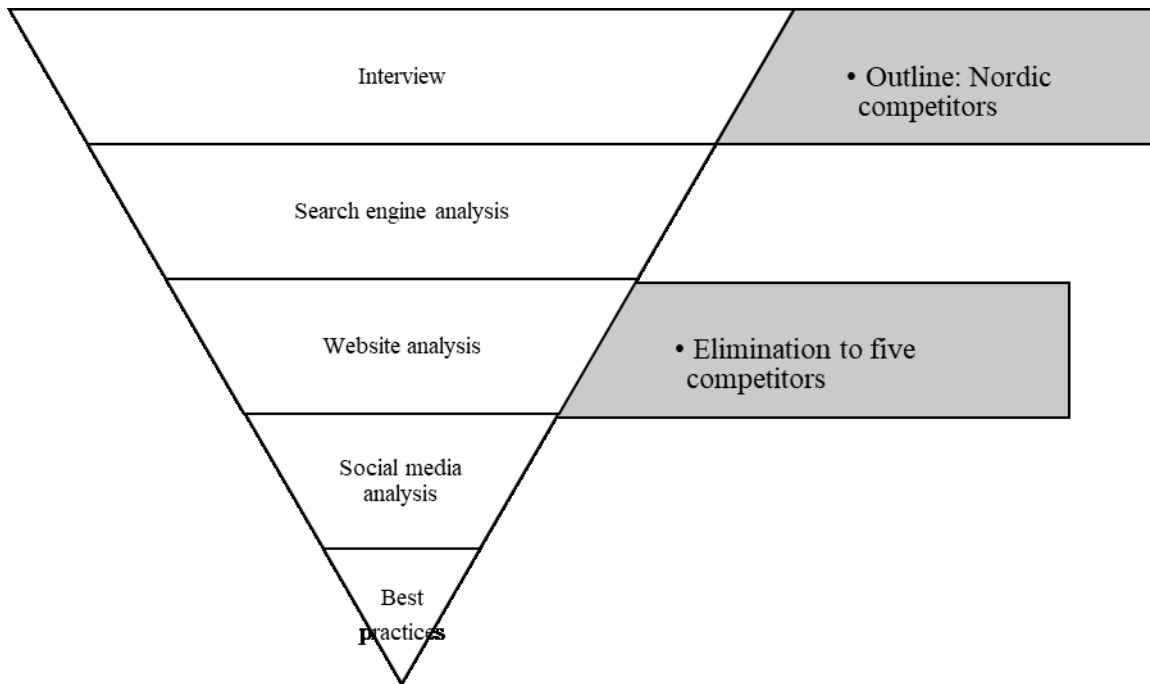 Interview
• Outline: Nordic
competitors
Search engine analysis
Website analysis
• Elimination to five
competitors
Social media
analysis
Best
practices